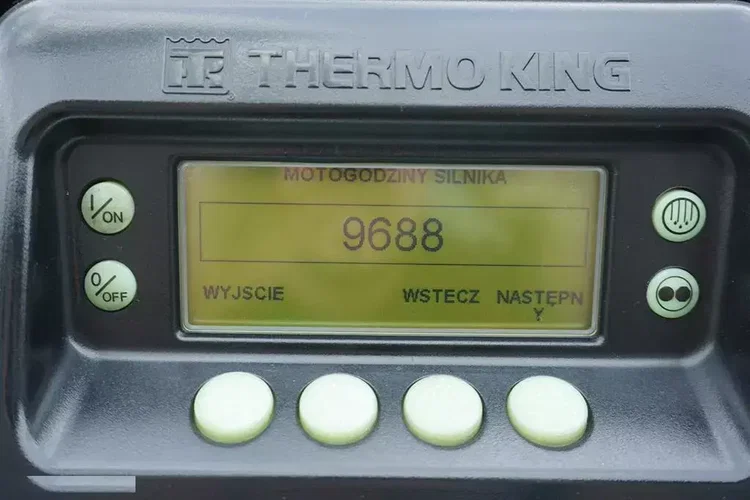 THERMO KING
MOTOGODZINY SILNIKA
I/ON
9688
0/OFF
WYJSCIE WSTECZ NASTĘPN
Y